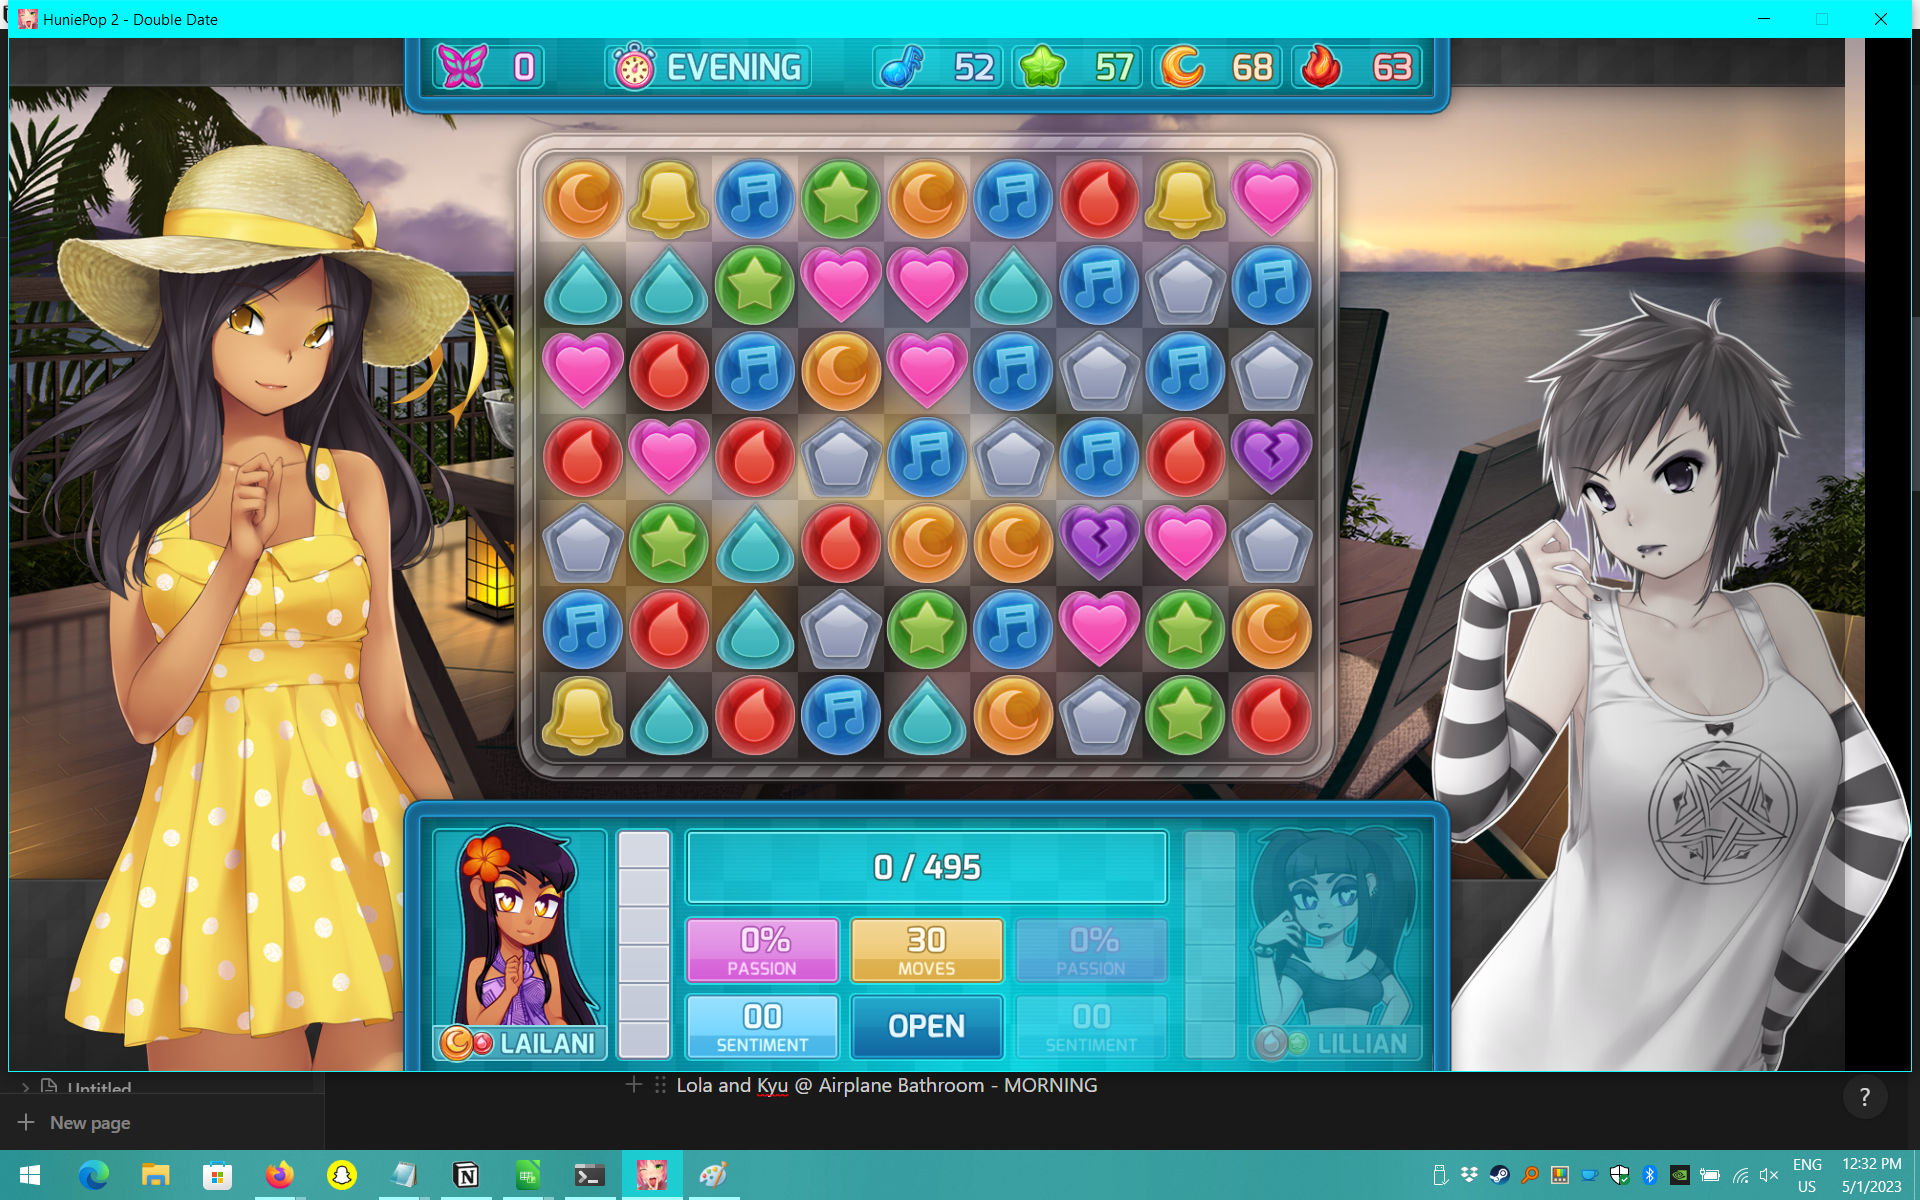 HuniePop 2 - Double Date
0
EVENING
52
57
68
63
0 / 495
0%
PASSION
30
MOVES
0%
PASSION
00
SENTIMENT
OPEN
00
SENTIMENT
LAILANI
LILLIAN
Untitled
Lola and Kyu @ Airplane Bathroom - MORNING
New page
?
ENG
US
12:32 PM
5/1/2023